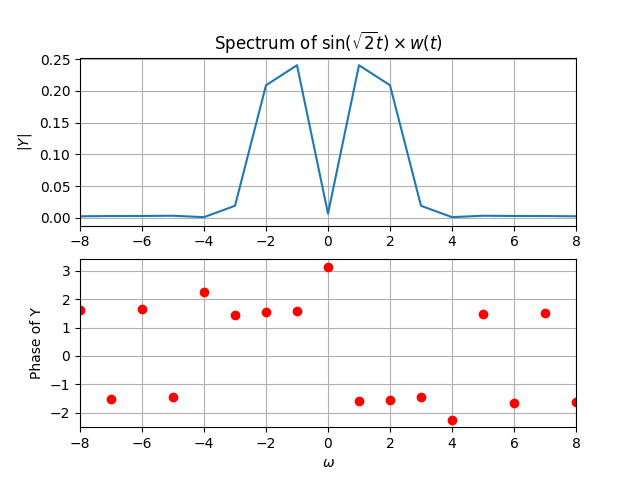 Spectrum of sin(√2t) × w(t)
|Y|
0.25
0.20
0.15
0.10
0.05
0.00
−8 −6 −4 −2 0 2 4 6 8
Phase of Y
3
2
1
0
−1
−2
−8 −6 −4 −2 0 2 4 6 8
ω